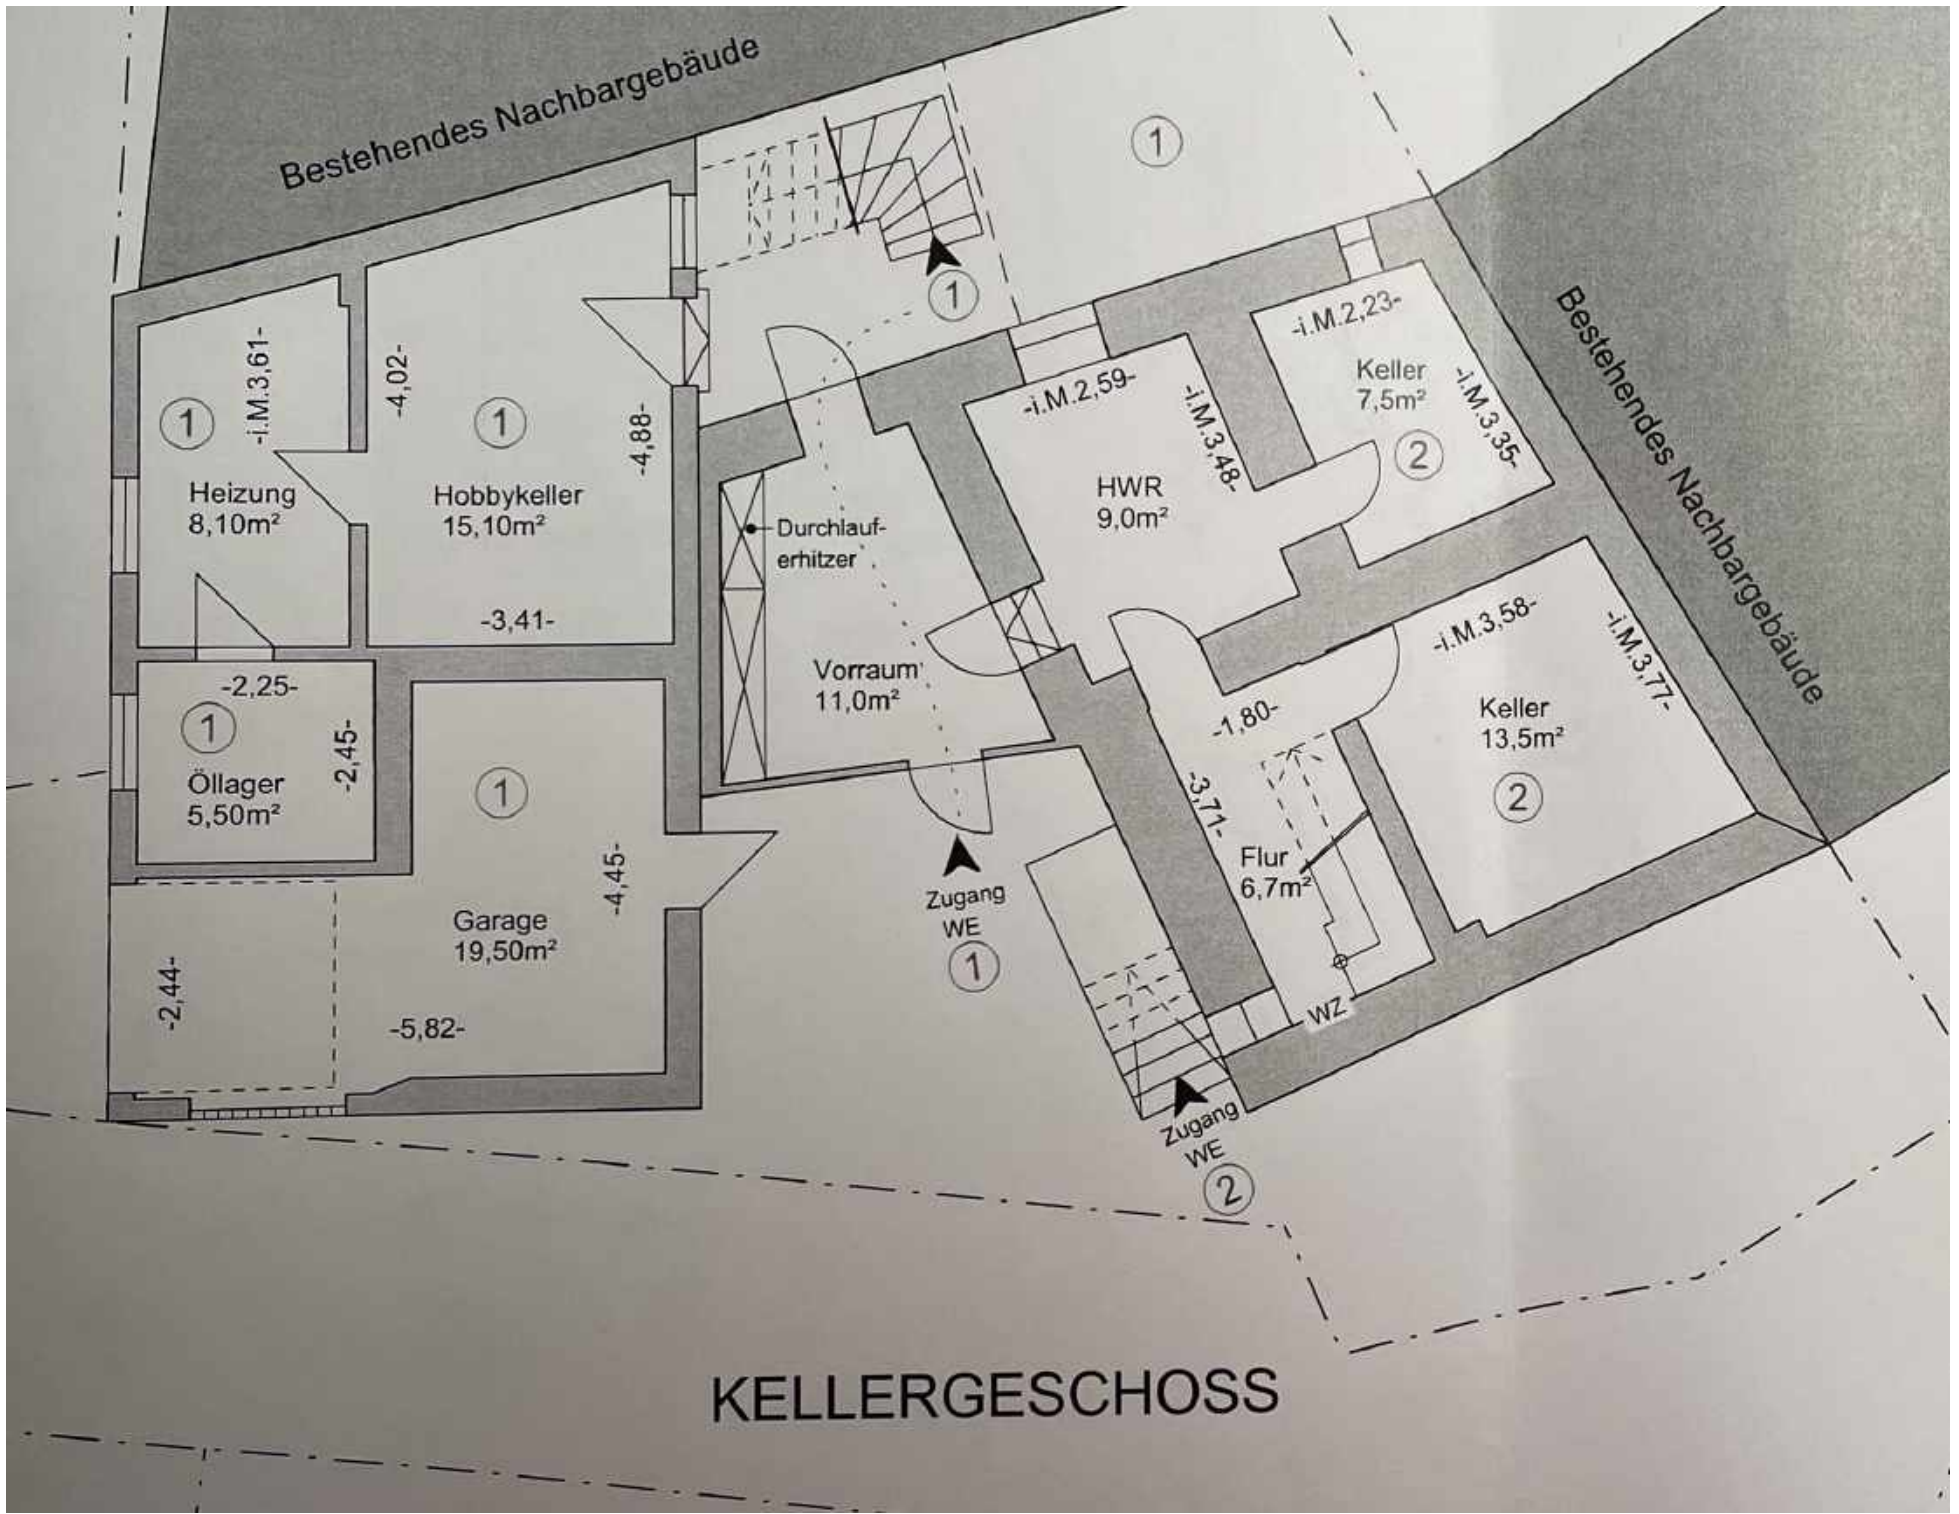 Bestehendes Nachbargebäude
1
1
-i.M.3,61-
1
Heizung
8,10m²
-4,02-
1
-4,88-
Hobbykeller
15,10m²
-3,41-
Durchlauf-
erhitzer
Vorraum
11,0m²
-i.M.2,59-
-i.M.3,48-
HWR
9,0m²
-i.M.2,23-
Keller
7,5m²
-i.M.3,35-
2
Bestehendes Nachbargebäude
-2,25-
1
-2,45-
Öllager
5,50m²
1
-4,45-
Garage
19,50m²
-2,44-
-5,82-
Zugang
WE
1
-1,80-
-3,71-
Flur
6,7m²
WZ
-i.M.3,58-
-i.M.3,77-
Keller
13,5m²
2
Zugang
WE
2
KELLERGESCHOSS